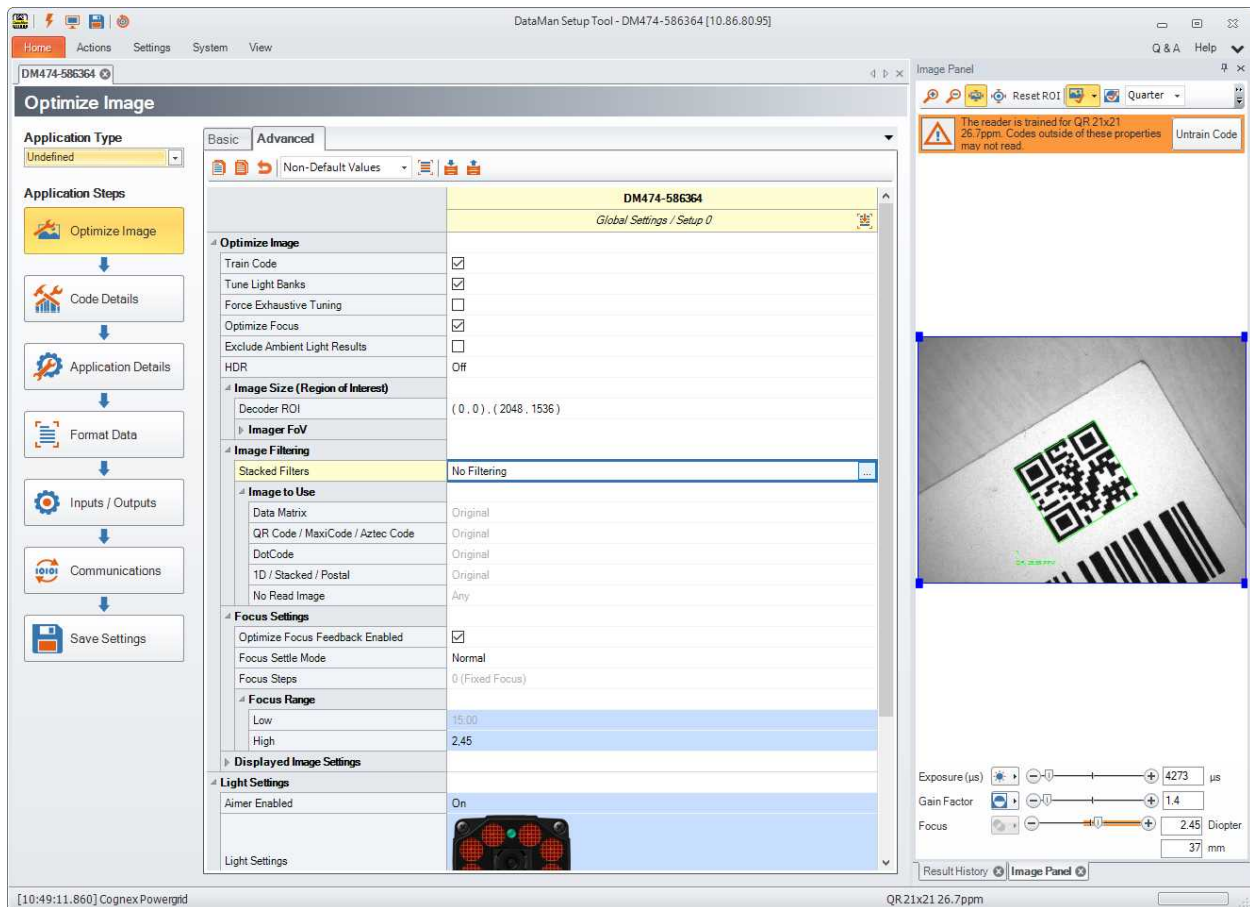 DataMan Setup Tool - DM474-586364 [10.86.80.95]
Home Actions Settings System View
Q & A Help
DM474-586364
Optimize Image
Application Type
Undefined
Application Steps
Optimize Image
Code Details
Application Details
Format Data
Inputs / Outputs
Communications
Save Settings
Basic Advanced
Non-Default Values
DM474-586364
Global Settings / Setup 0
Optimize Image
Train Code
Tune Light Banks
Force Exhaustive Tuning
Optimize Focus
Exclude Ambient Light Results
HDR Off
Image Size (Region of Interest)
Decoder ROI ( 0 , 0 ) , ( 2048 , 1536 )
Imager FoV
Image Filtering
Stacked Filters No Filtering ...
Image to Use
Data Matrix Original
QR Code / MaxiCode / Aztec Code Original
DotCode Original
1D / Stacked / Postal Original
No Read Image Any
Focus Settings
Optimize Focus Feedback Enabled
Focus Settle Mode Normal
Focus Steps 0 (Fixed Focus)
Focus Range
Low 15.00
High 2.45
Displayed Image Settings
Light Settings
Aimer Enabled On
Light Settings
Image Panel
Reset ROI Quarter
The reader is trained for QR 21x21
26.7ppm. Codes outside of these properties
may not read.
Untrain Code
Exposure (µs) 4273 µs
Gain Factor 1.4
Focus 2.45 Diopter
37 mm
Result History Image Panel
[10:49:11.860] Cognex Powergrid
QR 21x21 26.7ppm